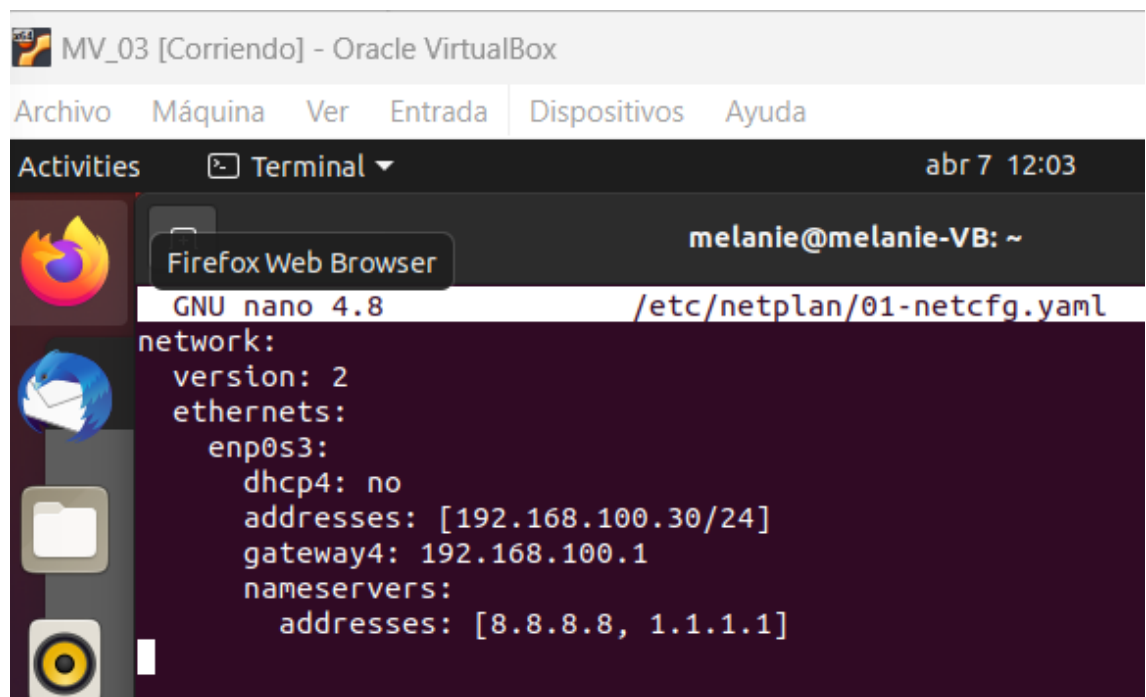 MV_03 [Corriendo] - Oracle VirtualBox
Archivo Máquina Ver Entrada Dispositivos Ayuda
Activities Terminal abr 7 12:03
melanie@melanie-VB: ~
Firefox Web Browser
GNU nano 4.8 /etc/netplan/01-netcfg.yaml
network:
  version: 2
  ethernets:
    enp0s3:
      dhcp4: no
      addresses: [192.168.100.30/24]
      gateway4: 192.168.100.1
      nameservers:
        addresses: [8.8.8.8, 1.1.1.1]